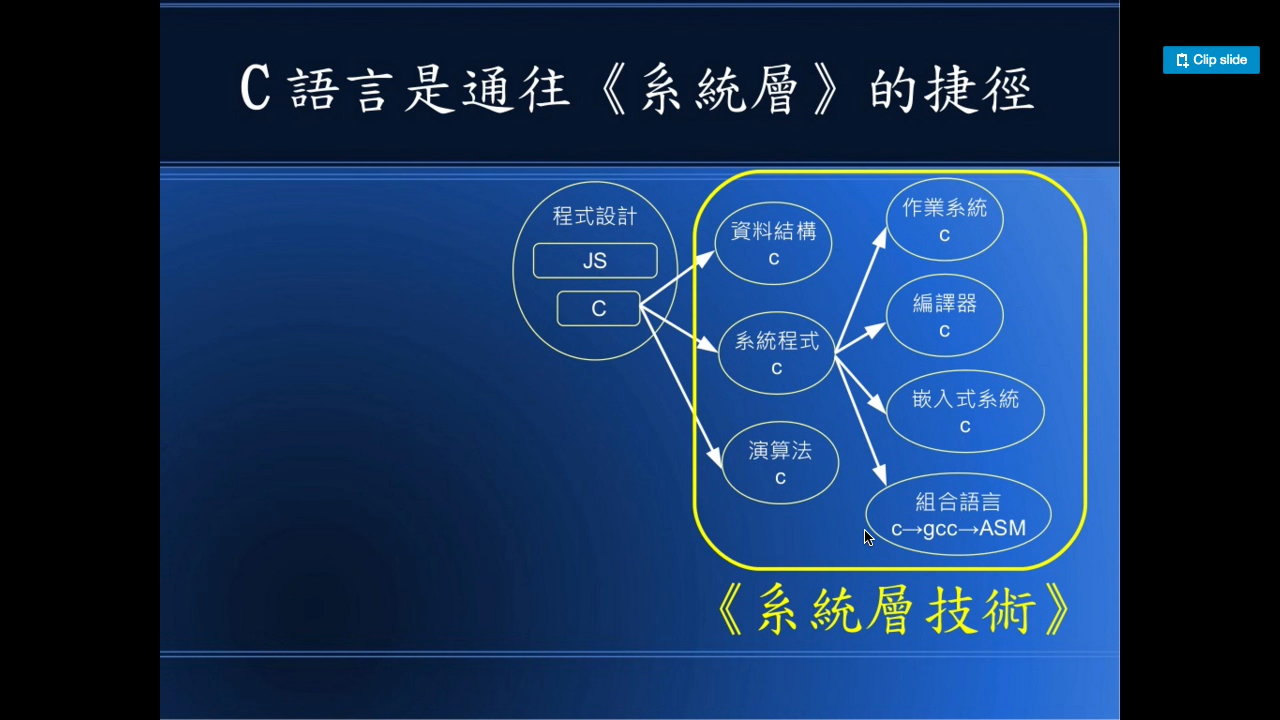 Clip slide
C 語言是通往《系統層》的捷徑
程式設計
JS
C
資料結構
c
系統程式
c
演算法
c
作業系統
c
編譯器
c
嵌入式系統
c
組合語言
c→gcc→ASM
《系統層技術》